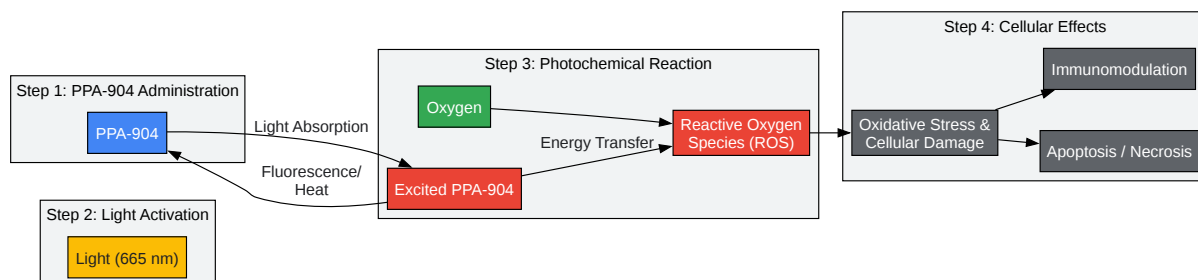 Step 1: PPA-904 Administration
PPA-904
Step 2: Light Activation
Light (665 nm)
Light Absorption
Fluorescence/
Heat
Step 3: Photochemical Reaction
Oxygen
Excited PPA-904
Energy Transfer
Reactive Oxygen
Species (ROS)
Step 4: Cellular Effects
Oxidative Stress &
Cellular Damage
Immunomodulation
Apoptosis / Necrosis